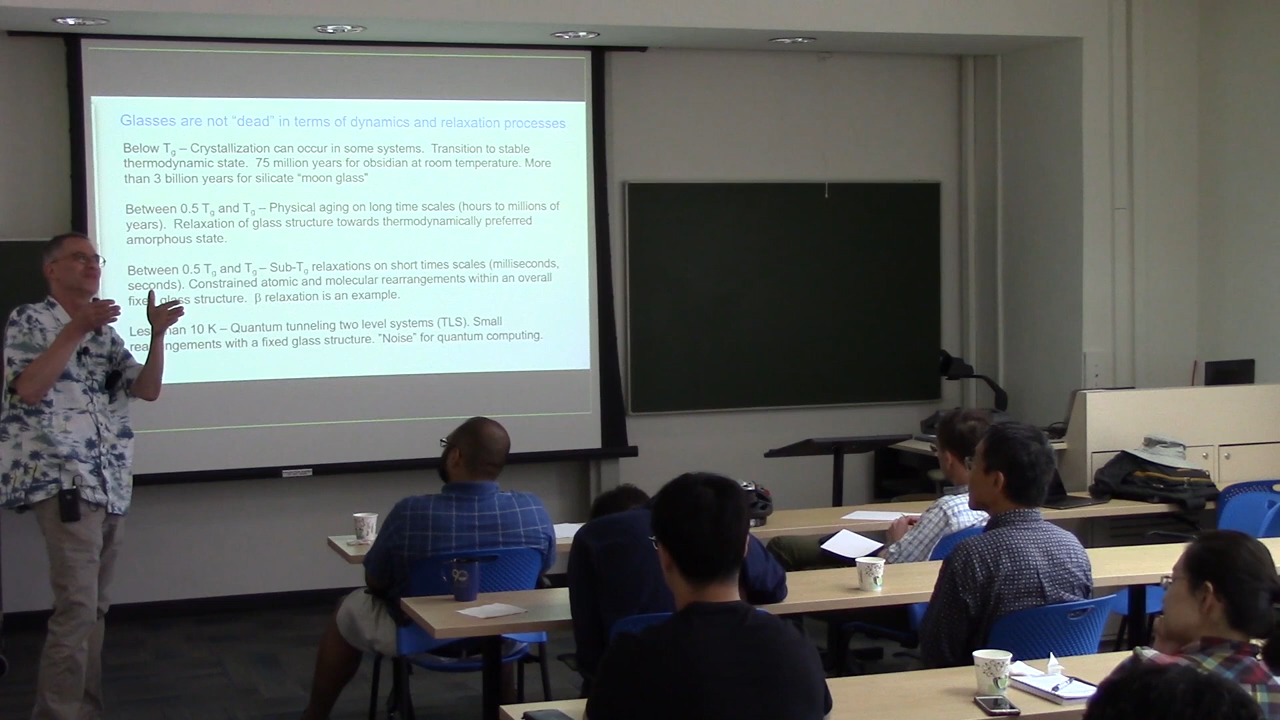 Glasses are not "dead" in terms of dynamics and relaxation processes
Below Tg – Crystallization can occur in some systems. Transition to stable
thermodynamic state. 75 million years for obsidian at room temperature. More
than 3 billion years for silicate "moon glass"
Between 0.5 Tg and Tg – Physical aging on long time scales (hours to millions of
years). Relaxation of glass structure towards thermodynamically preferred
amorphous state.
Between 0.5 Tg and Tg – Sub-Tg relaxations on short times scales (milliseconds,
seconds). Constrained atomic and molecular rearrangements within an overall
glass structure. β relaxation is an example.
10 K – Quantum tunneling two level systems (TLS). Small
with a fixed glass structure. "Noise" for quantum computing.